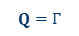 Q = Γ